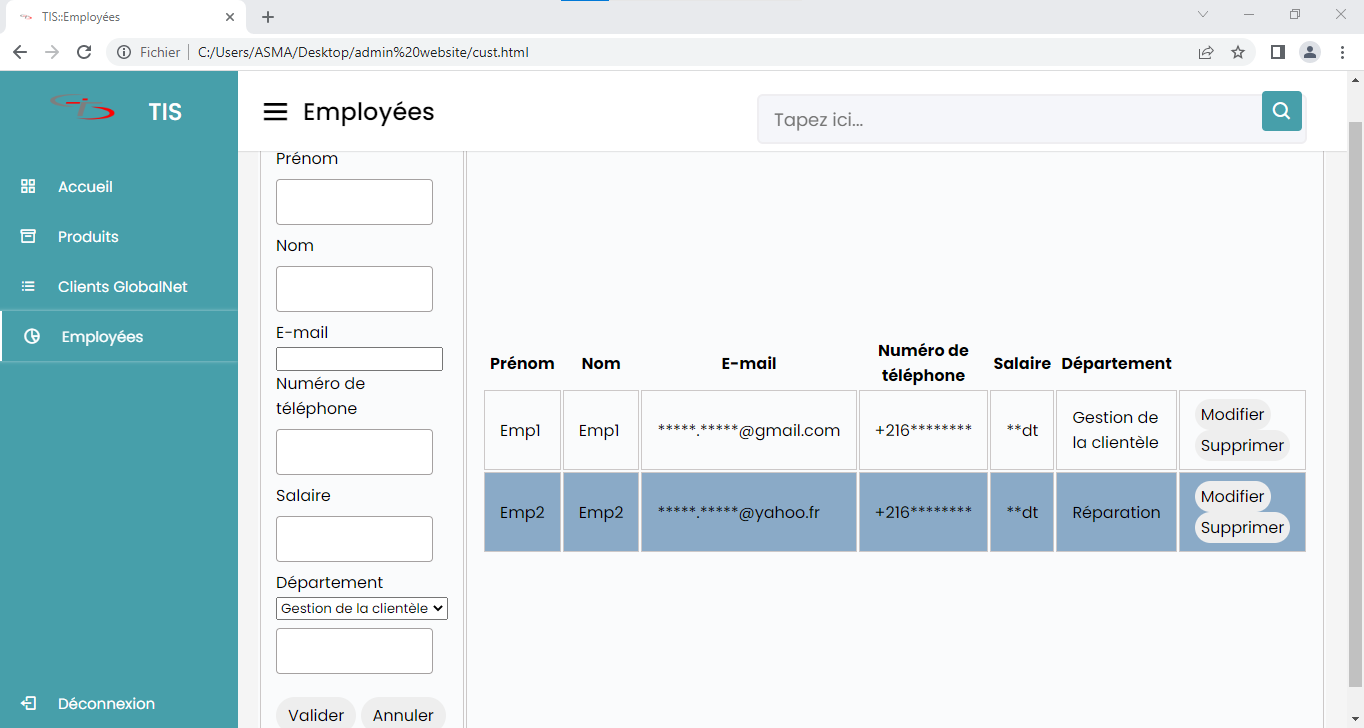 TIS::Employées
Fichier
C:/Users/ASMA/Desktop/admin%20website/cust.html
TIS
Accueil
Produits
Clients GlobalNet
Employées
Déconnexion
Employées
Tapez ici...
Prénom
Nom
E-mail
Numéro de
téléphone
Salaire
Département
Gestion de la clientèle
Valider Annuler
Prénom Nom E-mail Numéro de téléphone Salaire Département
Emp1 Emp1 *****.*****@gmail.com +216******** **dt Gestion de la clientèle Modifier Supprimer
Emp2 Emp2 *****.*****@yahoo.fr +216******** **dt Réparation Modifier Supprimer